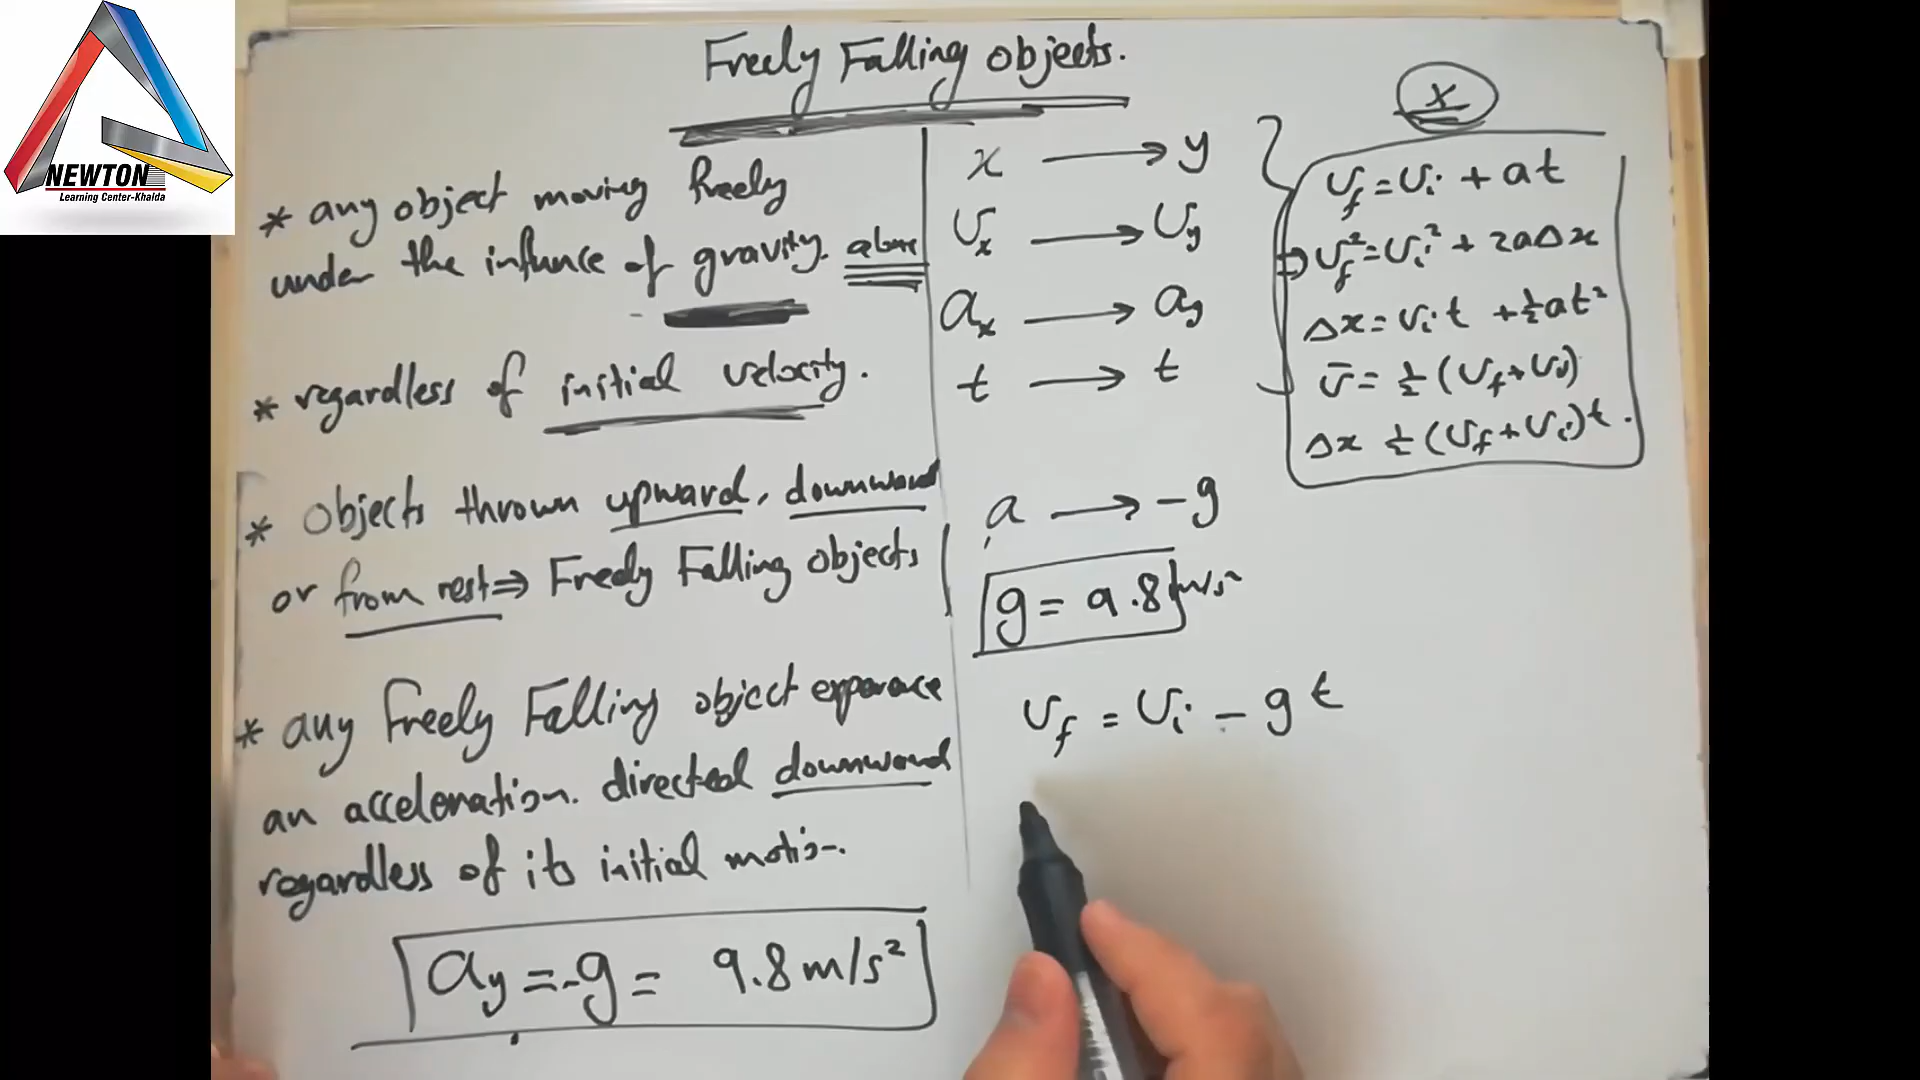 NEWTON
Learning Center-Khalda
Freely Falling objects.
* any object moving freely
under the influnce of gravity. alone
* regardless of initial velocity.
* Objects thrown upward, downward
or from rest ⇒ Freely Falling objects
* any Freely Falling object experance
an acceleration. directed downward
regardless of its initial motion.
ay = -g = 9.8 m/s²
x → y
vx → vy
ax → ay
t → t
a → -g
g = 9.8 m/s²
vf = vi - gt
x
vf = vi + at
⇒ vf² = vi² + 2aΔx
Δx = vi t + ½at²
v̄ = ½ (vf + vi)
Δx ½ (vf + vi) t.